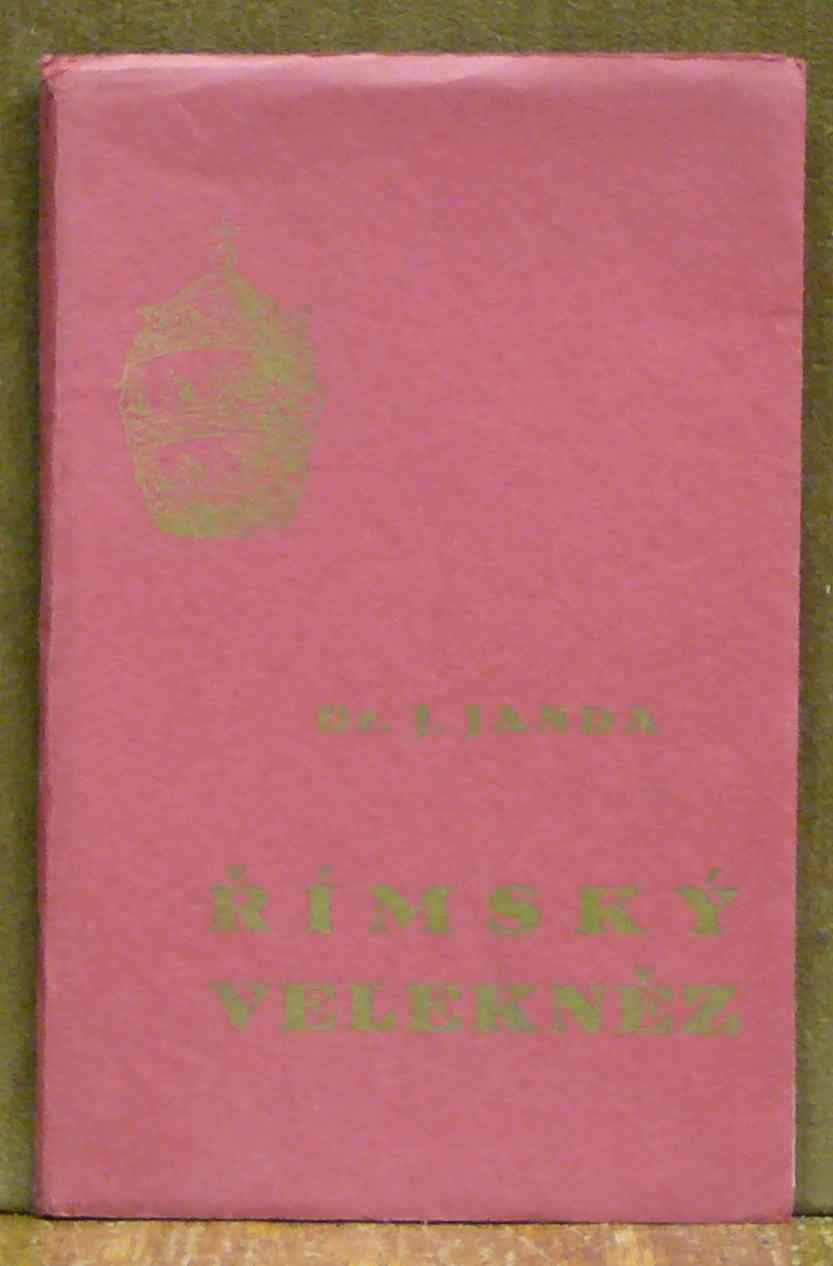 Dr. J. JANDA
ŘÍMSKÝ
VELEKNĚZ